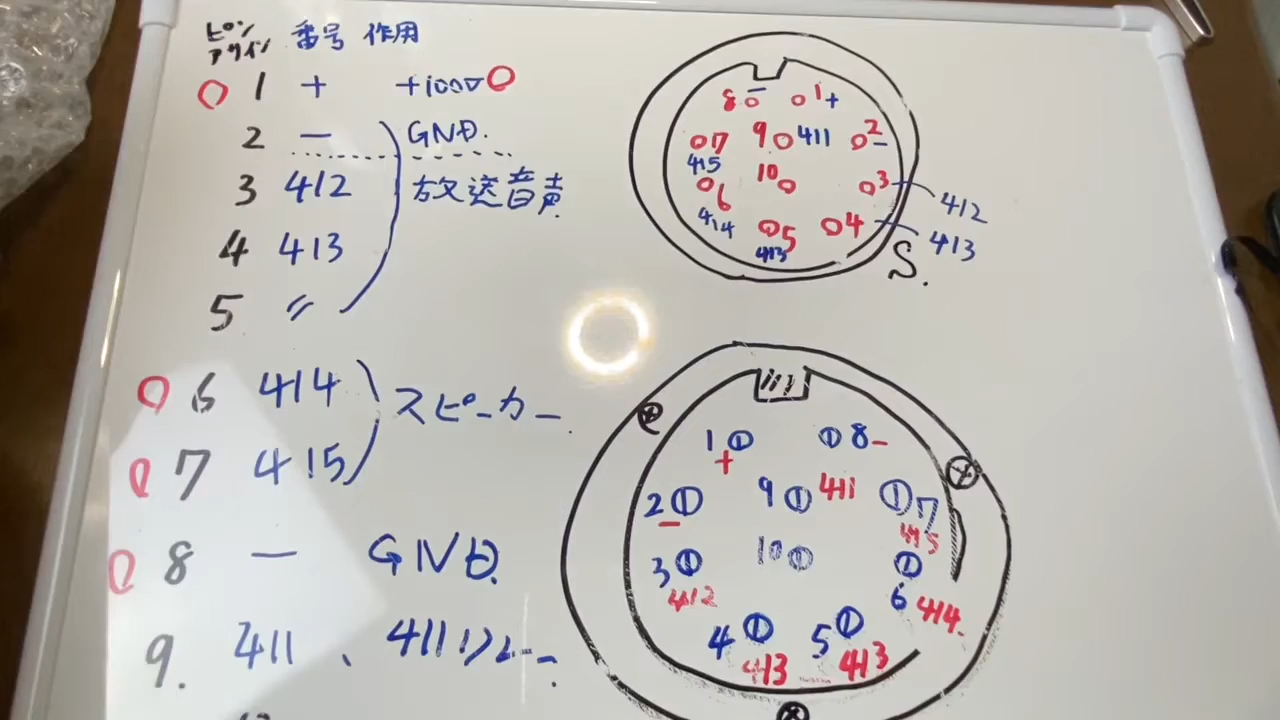 ピン
アサイン 番号 作用
1 + +100V
2 - GND.
3 412 放送音声
4 413
5 〃
6 414 スピーカー
7 415
8 - GND.
9. 411、411リレー.
8 - 1 +
7 415 9 411 2 -
6 414 10 3 412
5 413 4 413
S.
1 + 8 -
2 - 9 411 7 415
3 412 10 6 414
4 413 5 413